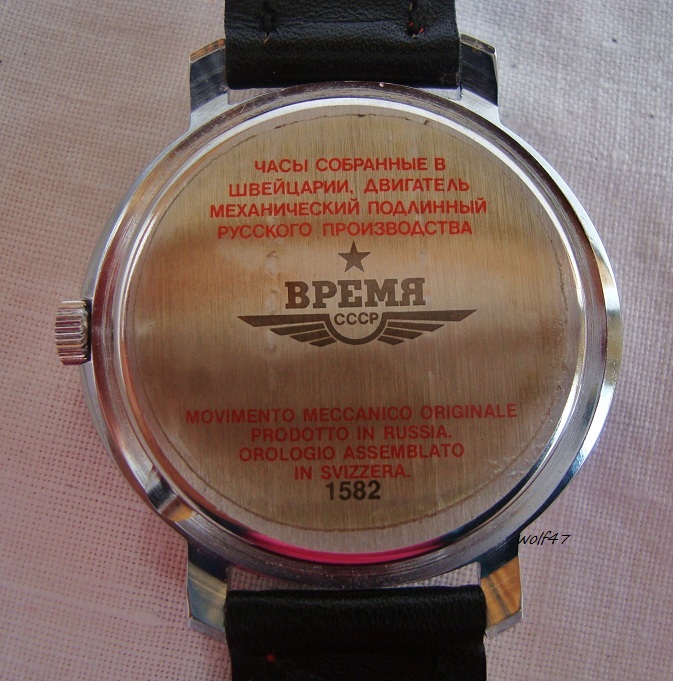 ЧАСЫ СОБРАННЫЕ В
ШВЕЙЦАРИИ, ДВИГАТЕЛЬ
МЕХАНИЧЕСКИЙ ПОДЛИННЫЙ
РУССКОГО ПРОИЗВОДСТВА
ВРЕМЯ
СССР
MOVIMENTO MECCANICO ORIGINALE
PRODOTTO IN RUSSIA.
OROLOGIO ASSEMBLATO
IN SVIZZERA.
1582
wolf47